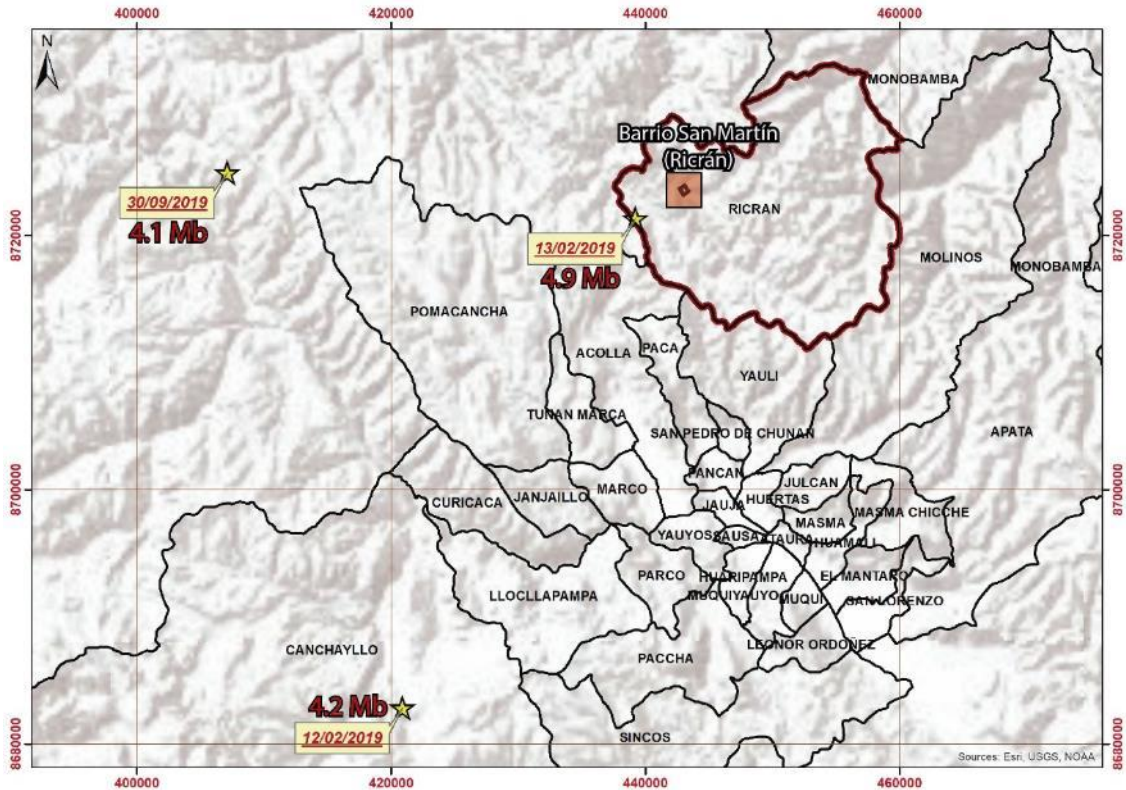 400000 420000 440000 460000
N
MONOBAMBA
Barrio San Martín
(Ricrán)
30/09/2019
4.1 Mb
RICRAN
8720000
8720000
13/02/2019
4.9 Mb
MOLINOS
MONOBAMBA
POMACANCHA
ACOLLA
PACA
YAULI
TUNAN MARCA
SAN PEDRO DE CHUNAN
APATA
PANCAN
8700000
CURICACA
JANJAILLO
MARCO
JAUJA
HUERTAS
JULCAN
8700000
MASMA
MASMA CHICCHE
YAUYOS
SAUSA
ATAURA
HUAMALI
PARCO
HUARIPAMPA
EL MANTARO
LLOCLLAPAMPA
MUQUIYAUYO
MUQUI
SAN LORENZO
CANCHAYLLO
PACCHA
LEONOR ORDOÑEZ
4.2 Mb
12/02/2019
SINCOS
8680000
8680000
Sources: Esri, USGS, NOAA
400000 420000 440000 460000